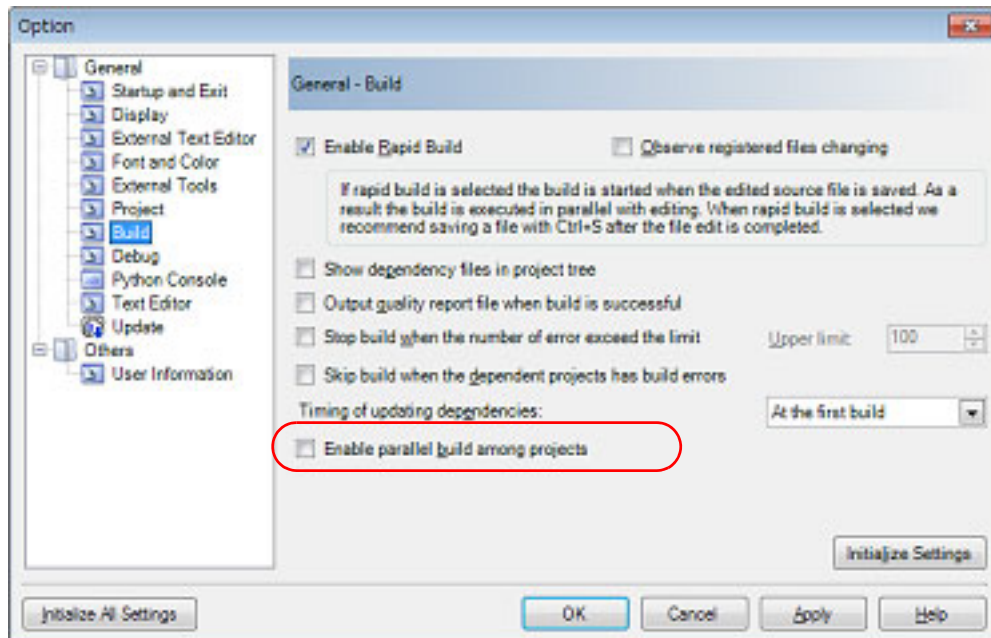 Option
General
Startup and Exit
Display
External Text Editor
Font and Color
External Tools
Project
Build
Debug
Python Console
Text Editor
Update
Others
User Information
General - Build
Enable Rapid Build
Observe registered files changing
If rapid build is selected the build is started when the edited source file is saved. As a
result the build is executed in parallel with editing. When rapid build is selected we
recommend saving a file with Ctrl+S after the file edit is completed.
Show dependency files in project tree
Output quality report file when build is successful
Stop build when the number of error exceed the limit
Upper limit:
100
Skip build when the dependent projects has build errors
Timing of updating dependencies:
At the first build
Enable parallel build among projects
Initialize Settings
Initialize All Settings
OK
Cancel
Apply
Help